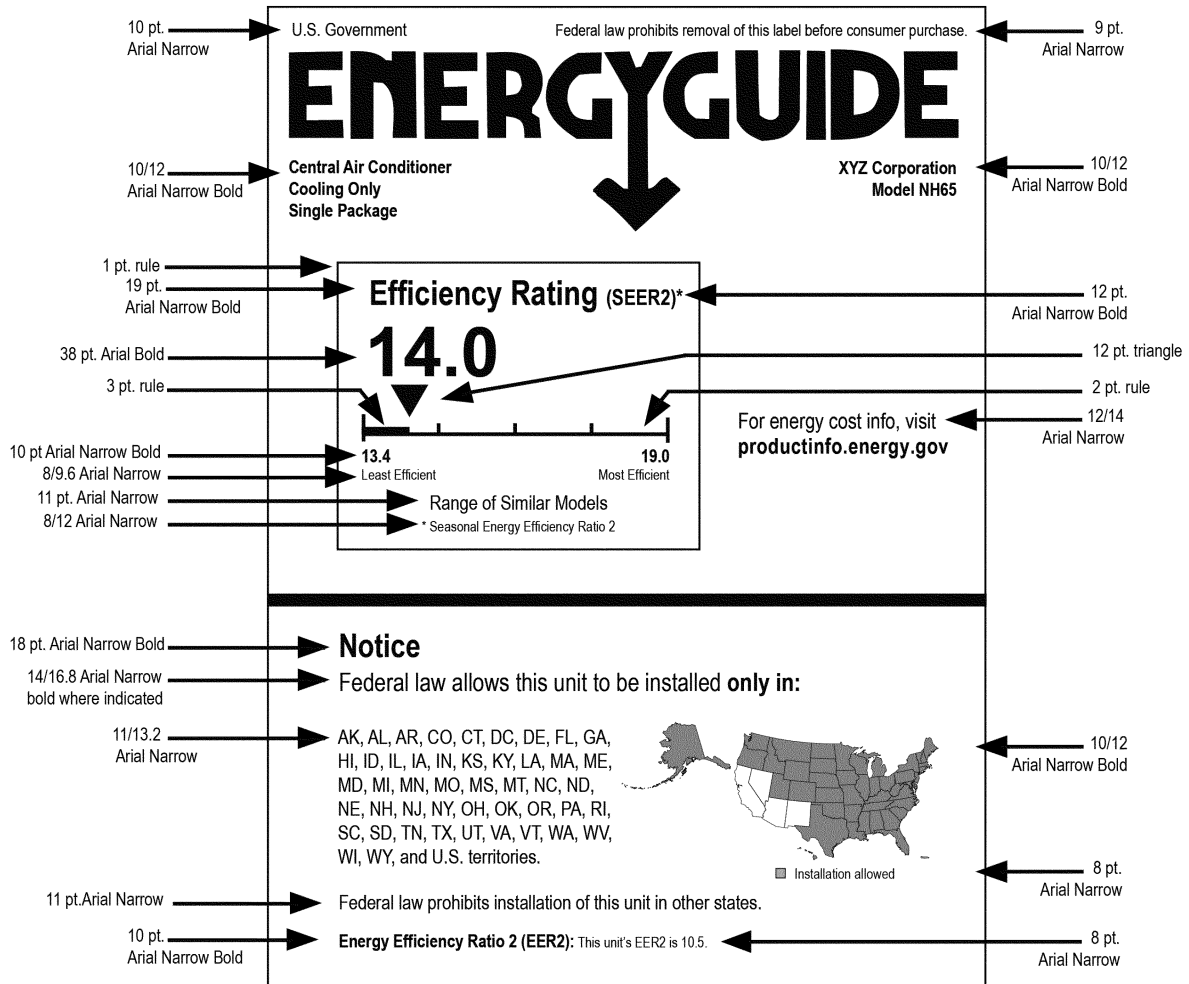 10 pt.
Arial Narrow
U.S. Government
Federal law prohibits removal of this label before consumer purchase.
9 pt.
Arial Narrow
ENERGYGUIDE
10/12
Arial Narrow Bold
Central Air Conditioner
Cooling Only
Single Package
XYZ Corporation
Model NH65
10/12
Arial Narrow Bold
1 pt. rule
19 pt.
Arial Narrow Bold
Efficiency Rating (SEER2)*
12 pt.
Arial Narrow Bold
38 pt. Arial Bold
14.0
12 pt. triangle
3 pt. rule
2 pt. rule
For energy cost info, visit
productinfo.energy.gov
12/14
Arial Narrow
10 pt Arial Narrow Bold
13.4
19.0
8/9.6 Arial Narrow
Least Efficient
Most Efficient
11 pt. Arial Narrow
Range of Similar Models
8/12 Arial Narrow
* Seasonal Energy Efficiency Ratio 2
18 pt. Arial Narrow Bold
Notice
14/16.8 Arial Narrow
bold where indicated
Federal law allows this unit to be installed only in:
11/13.2
Arial Narrow
AK, AL, AR, CO, CT, DC, DE, FL, GA,
HI, ID, IL, IA, IN, KS, KY, LA, MA, ME,
MD, MI, MN, MO, MS, MT, NC, ND,
NE, NH, NJ, NY, OH, OK, OR, PA, RI,
SC, SD, TN, TX, UT, VA, VT, WA, WV,
WI, WY, and U.S. territories.
10/12
Arial Narrow Bold
Installation allowed
8 pt.
Arial Narrow
11 pt.Arial Narrow
Federal law prohibits installation of this unit in other states.
10 pt.
Arial Narrow Bold
Energy Efficiency Ratio 2 (EER2): This unit's EER2 is 10.5.
8 pt.
Arial Narrow